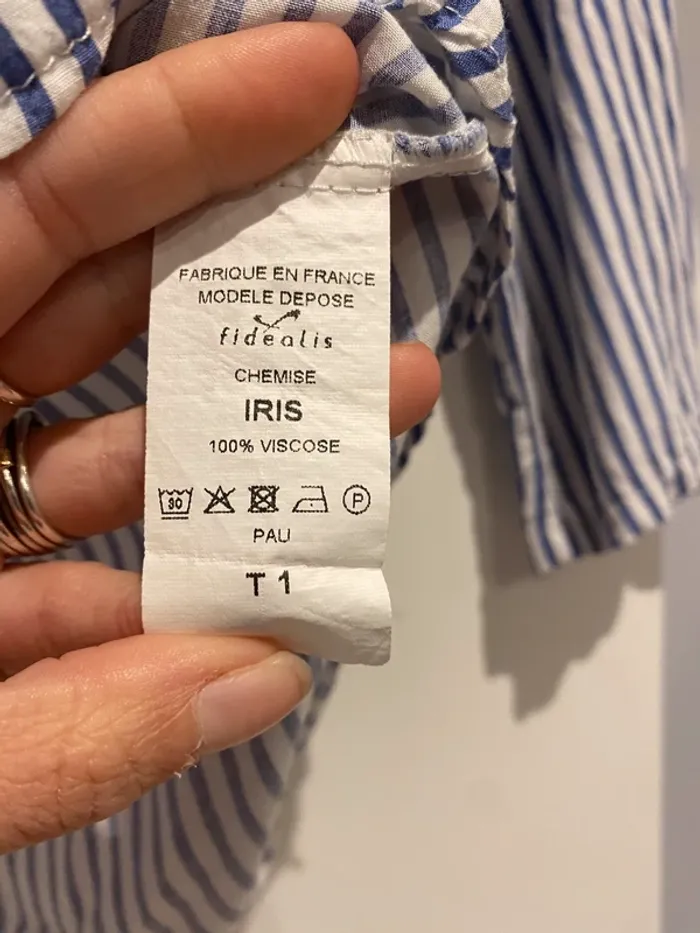 FABRIQUE EN FRANCE
MODELE DEPOSE
fidealis
CHEMISE
IRIS
100% VISCOSE
30 P
PAU
T 1